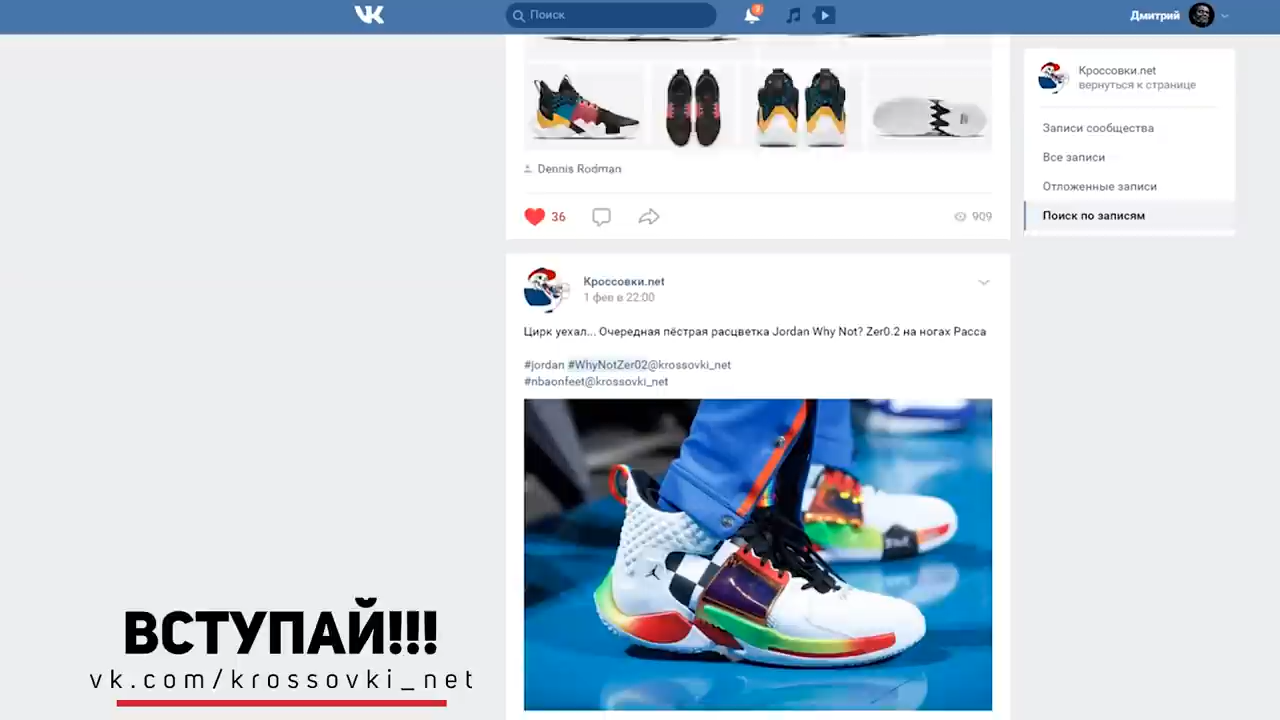 VK
Поиск
7
Дмитрий
Dennis Rodman
36
909
Кроссовки.net
1 фев в 22:00
Цирк уехал... Очередная пёстрая расцветка Jordan Why Not? Zer0.2 на ногах Расса
#jordan #WhyNotZer02@krossovki_net
#nbaonfeet@krossovki_net
Кроссовки.net
вернуться к странице
Записи сообщества
Все записи
Отложенные записи
Поиск по записям
ВСТУПАЙ!!!
vk.com/krossovki_net